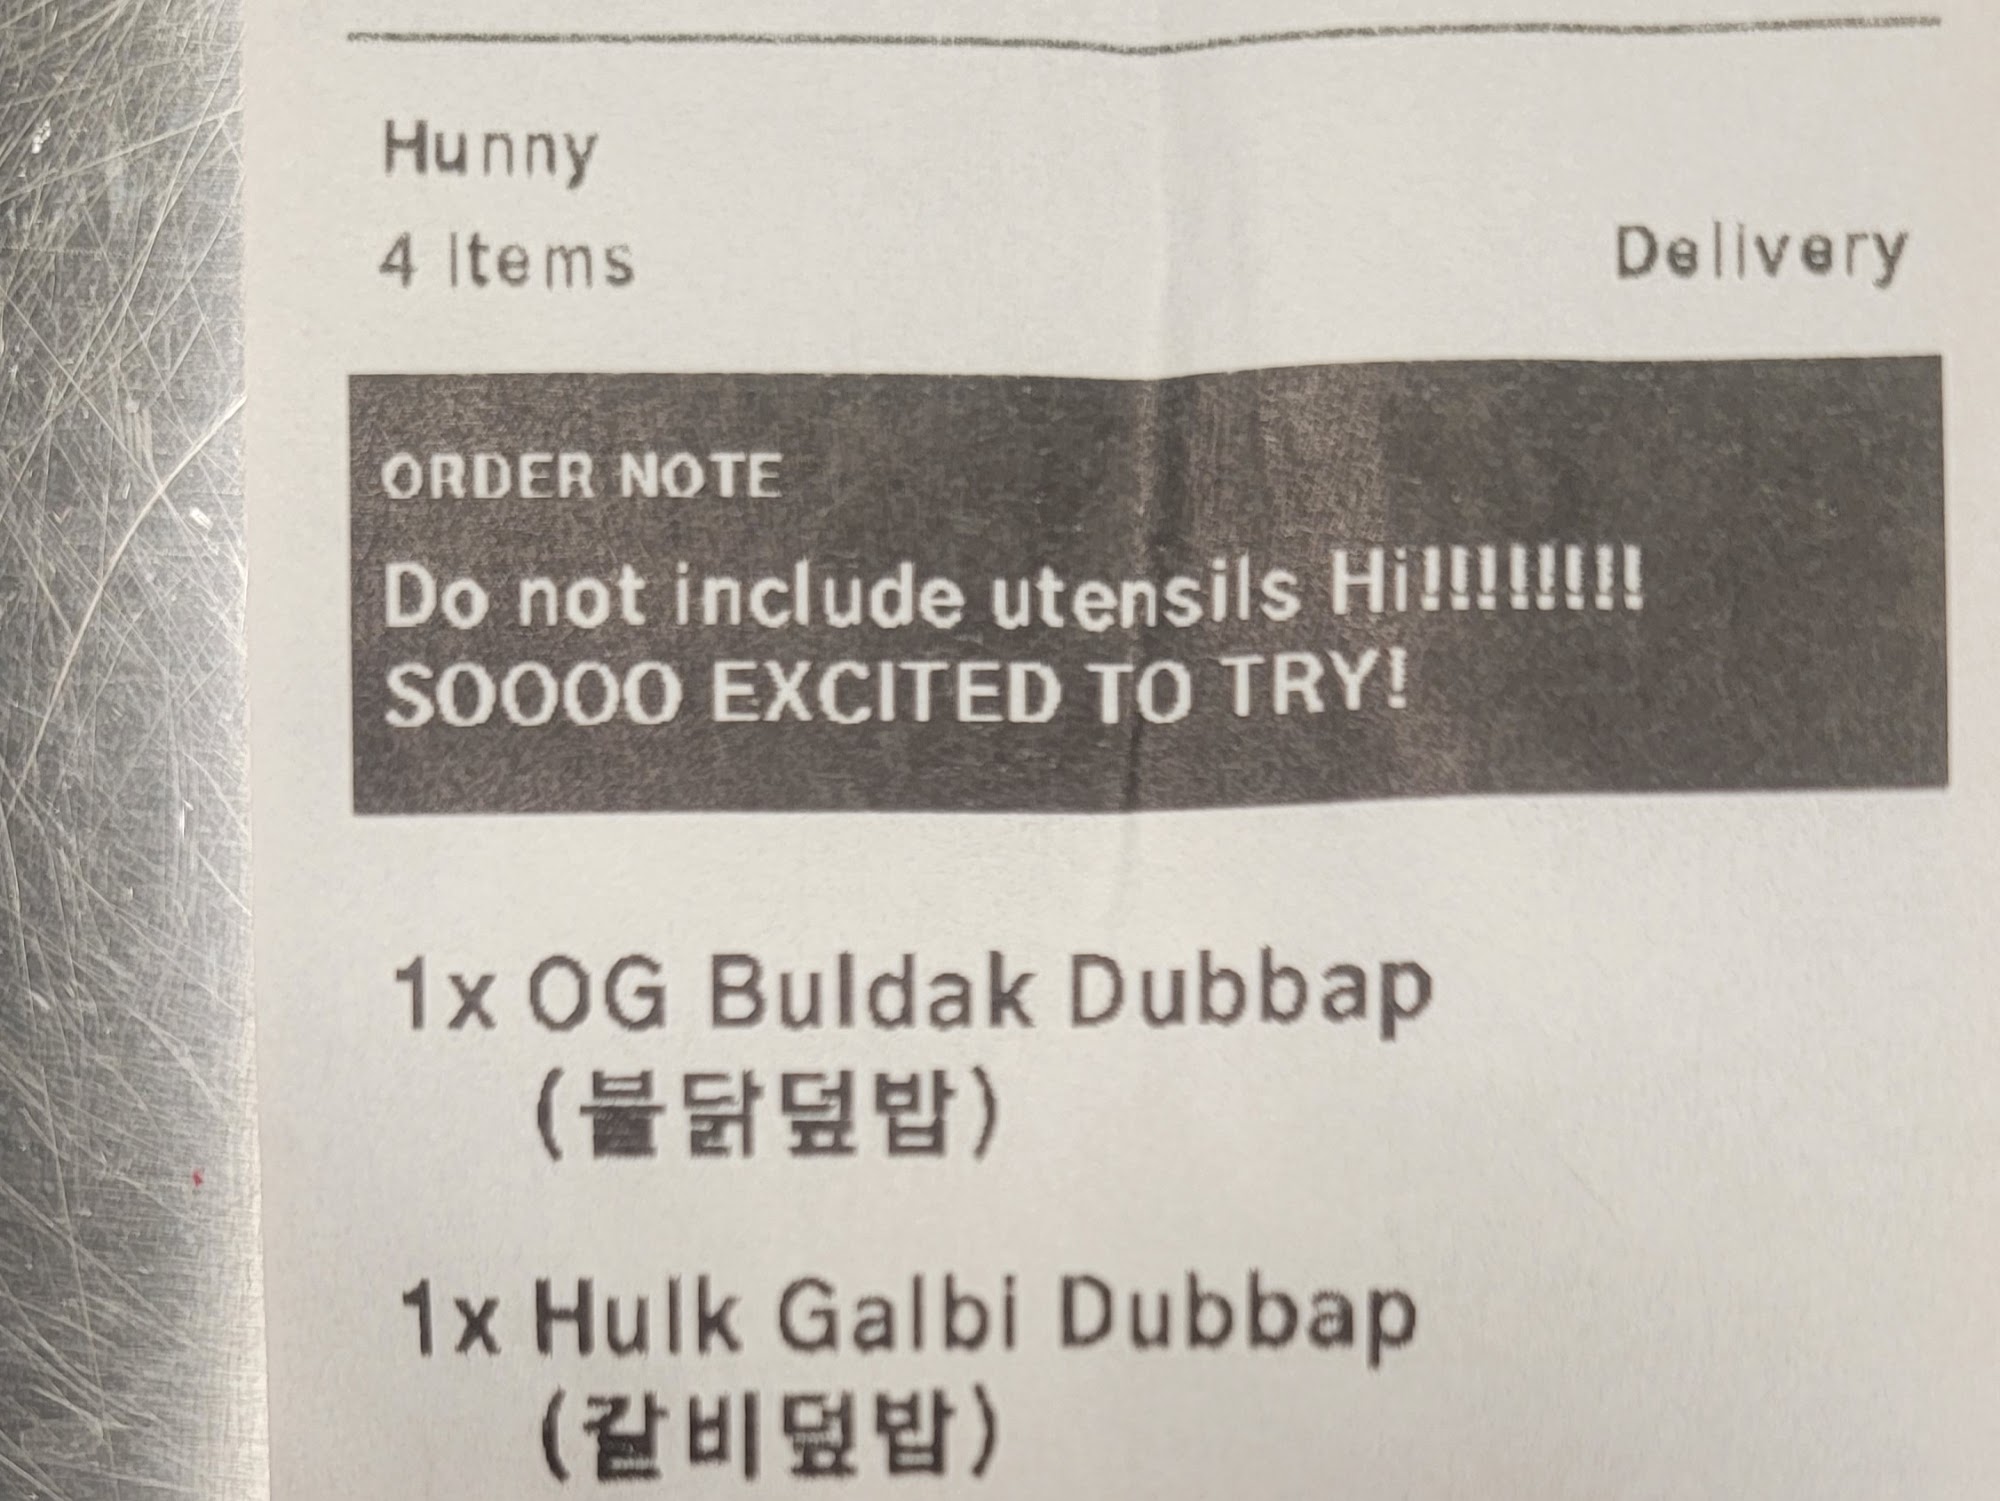 Hunny
4 Items
Delivery
ORDER NOTE
Do not include utensils Hi!!!!!!!!!
SOOOO EXCITED TO TRY!
1x OG Buldak Dubbap
(불닭덮밥)
1x Hulk Galbi Dubbap
(갈비덮밥)